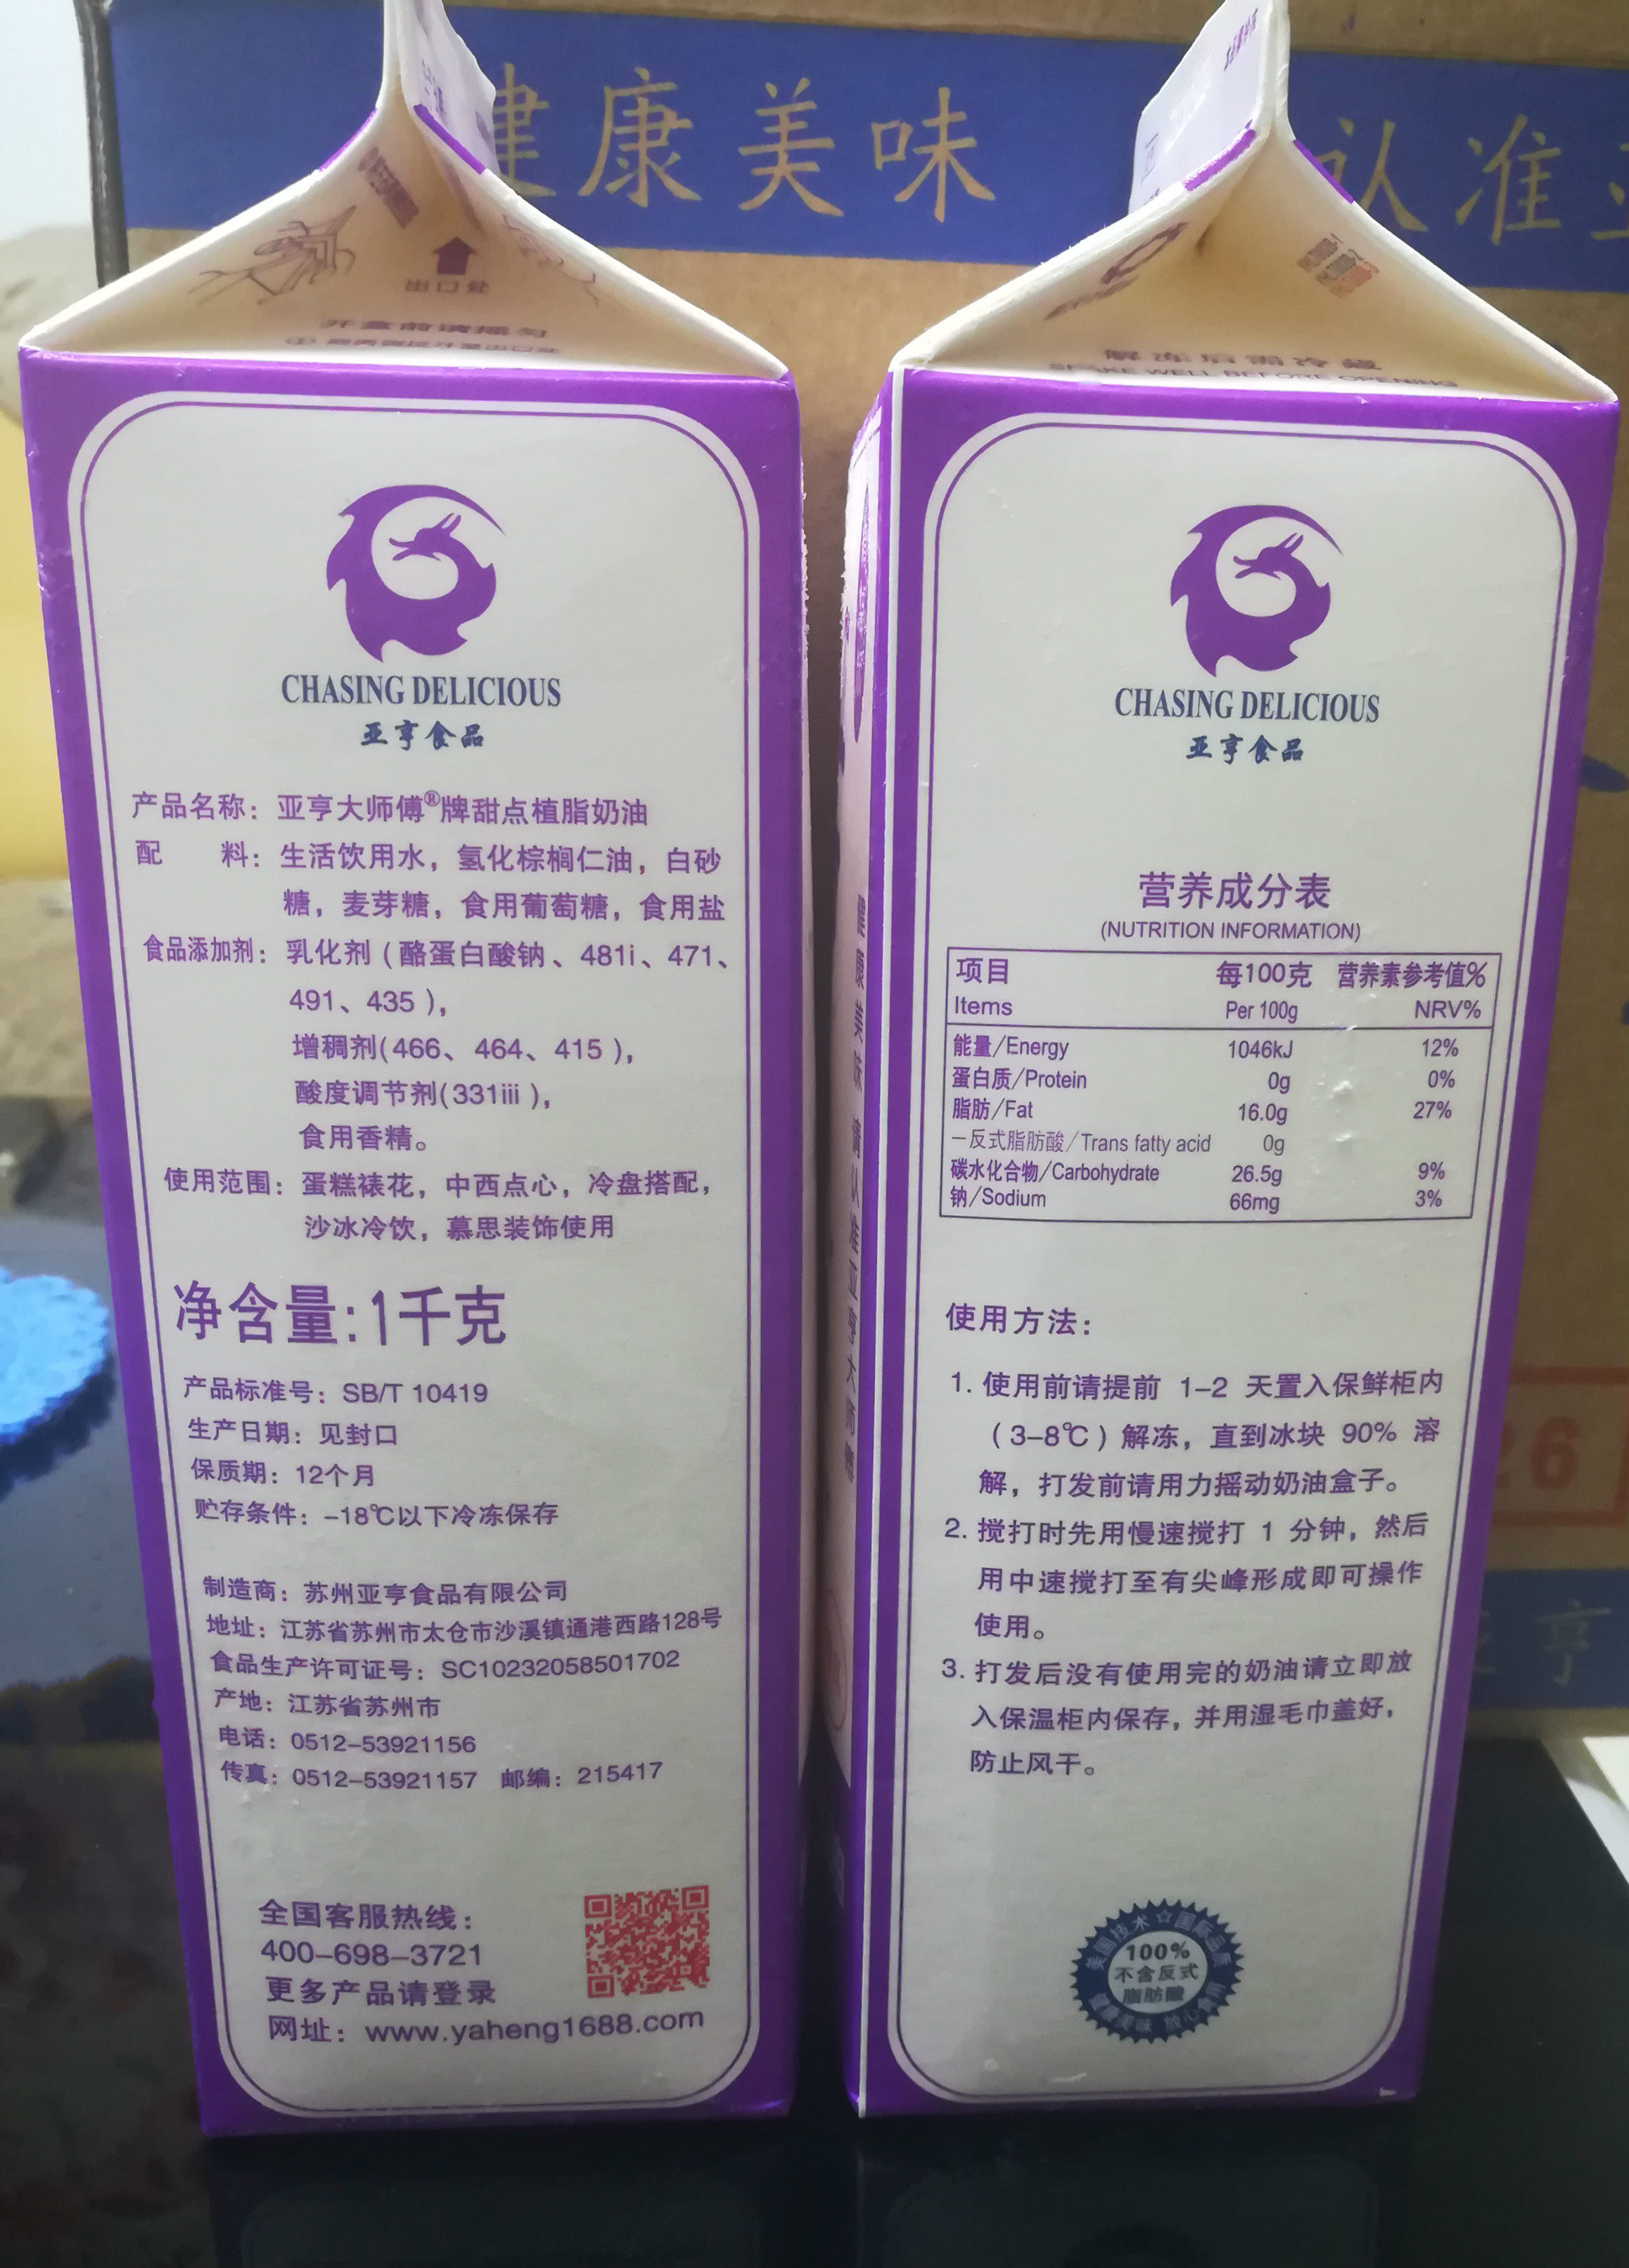 健康美味
认准
出口处
开盒前请摇匀
CHASING DELICIOUS
亚亨食品
产品名称：亚亨大师傅®牌甜点植脂奶油
配 料：生活饮用水，氢化棕榈仁油，白砂
糖，麦芽糖，食用葡萄糖，食用盐
食品添加剂：乳化剂（酪蛋白酸钠、481i、471、
491、435），
增稠剂(466、464、415），
酸度调节剂(331iii），
食用香精。
使用范围：蛋糕裱花，中西点心，冷盘搭配，
沙冰冷饮，慕思装饰使用
净含量:1千克
产品标准号：SB/T 10419
生产日期：见封口
保质期：12个月
贮存条件：-18℃以下冷冻保存
制造商：苏州亚亨食品有限公司
地址：江苏省苏州市太仓市沙溪镇通港西路128号
食品生产许可证号：SC10232058501702
产地：江苏省苏州市
电话：0512-53921156
传真：0512-53921157 邮编：215417
全国客服热线：
400-698-3721
更多产品请登录
网址：www.yaheng1688.com
解冻后需冷藏
SHAKE WELL BEFORE OPENING
CHASING DELICIOUS
亚亨食品
营养成分表
(NUTRITION INFORMATION)
项目 每100克 营养素参考值%
Items Per 100g NRV%
能量/Energy 1046kJ 12%
蛋白质/Protein 0g 0%
脂肪/Fat 16.0g 27%
—反式脂肪酸/Trans fatty acid 0g
碳水化合物/Carbohydrate 26.5g 9%
钠/Sodium 66mg 3%
使用方法：
1. 使用前请提前 1-2 天置入保鲜柜内
（3-8℃）解冻，直到冰块 90% 溶
解，打发前请用力摇动奶油盒子。
2. 搅打时先用慢速搅打 1 分钟，然后
用中速搅打至有尖峰形成即可操作
使用。
3. 打发后没有使用完的奶油请立即放
入保温柜内保存，并用湿毛巾盖好，
防止风干。
美国技术 ☆ 国际品质
100%
不含反式
脂肪酸
26
亨